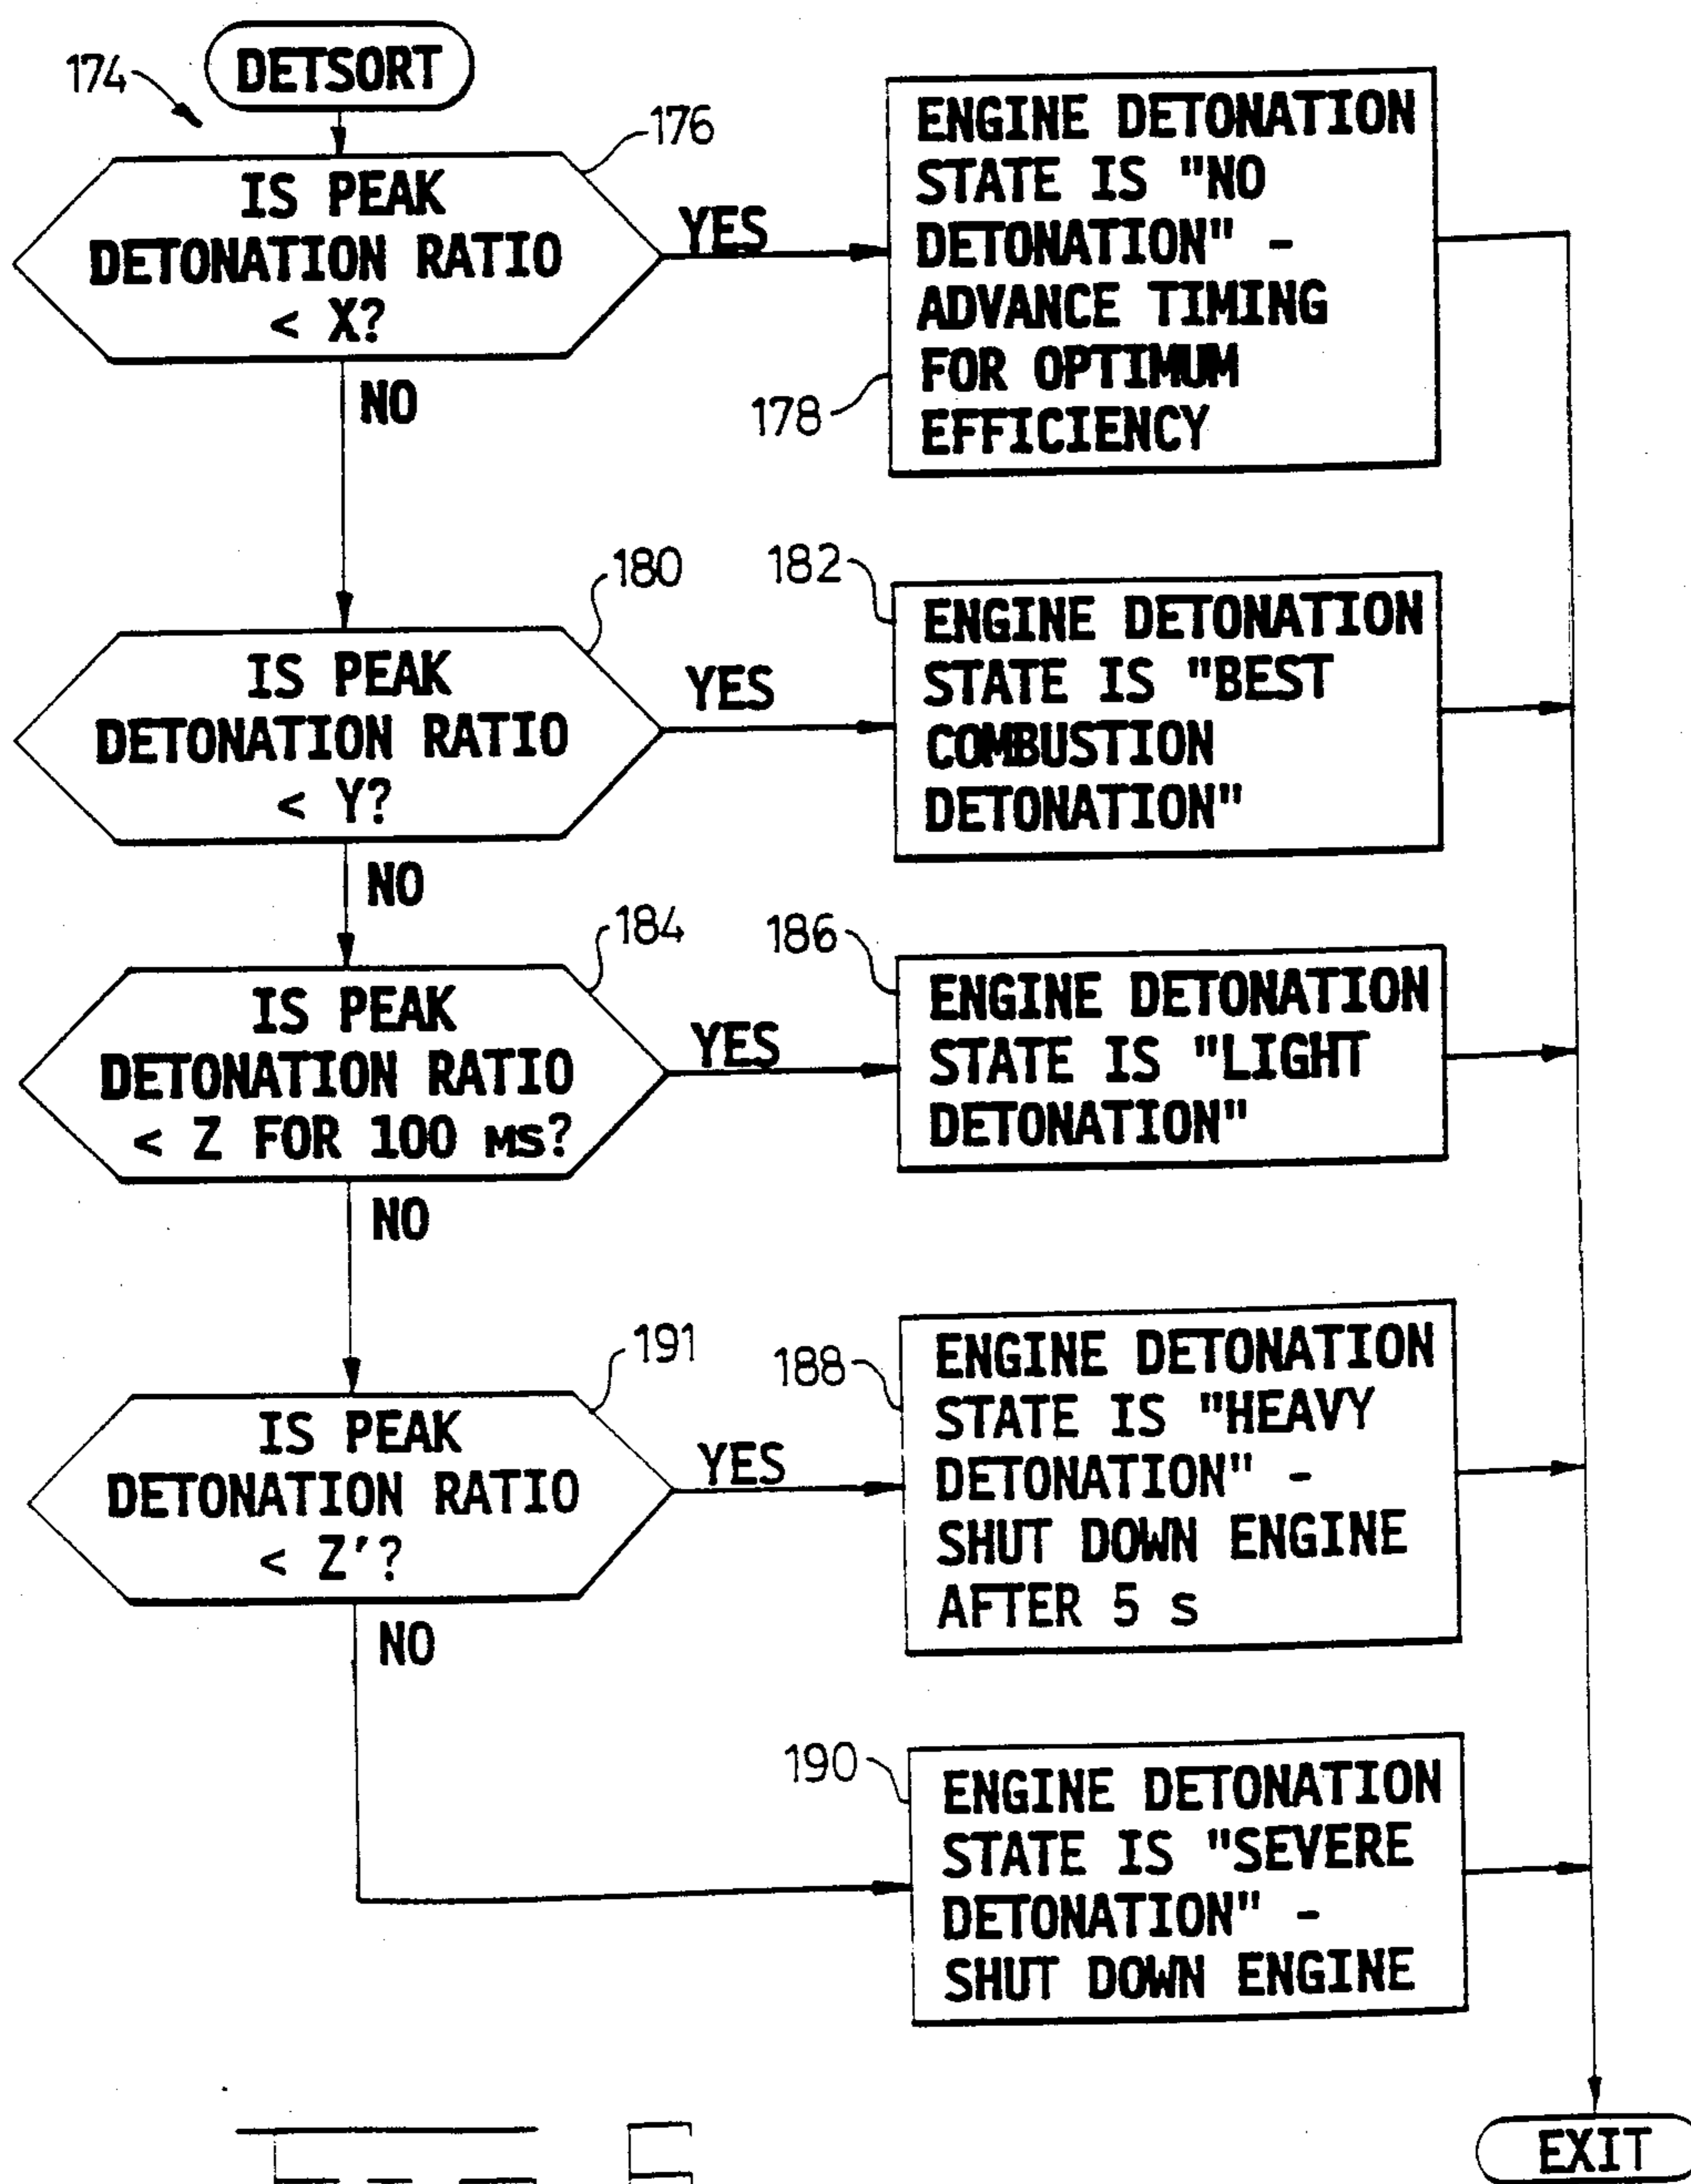 DETSORT
174
176
IS PEAK
DETONATION RATIO
< X?
YES
NO
ENGINE DETONATION
STATE IS "NO
DETONATION" -
ADVANCE TIMING
FOR OPTIMUM
EFFICIENCY
178
180
IS PEAK
DETONATION RATIO
< Y?
YES
NO
182
ENGINE DETONATION
STATE IS "BEST
COMBUSTION
DETONATION"
184
IS PEAK
DETONATION RATIO
< Z FOR 100 MS?
YES
NO
186
ENGINE DETONATION
STATE IS "LIGHT
DETONATION"
191
IS PEAK
DETONATION RATIO
< Z'?
YES
NO
188
ENGINE DETONATION
STATE IS "HEAVY
DETONATION" -
SHUT DOWN ENGINE
AFTER 5 s
190
ENGINE DETONATION
STATE IS "SEVERE
DETONATION" -
SHUT DOWN ENGINE
EXIT